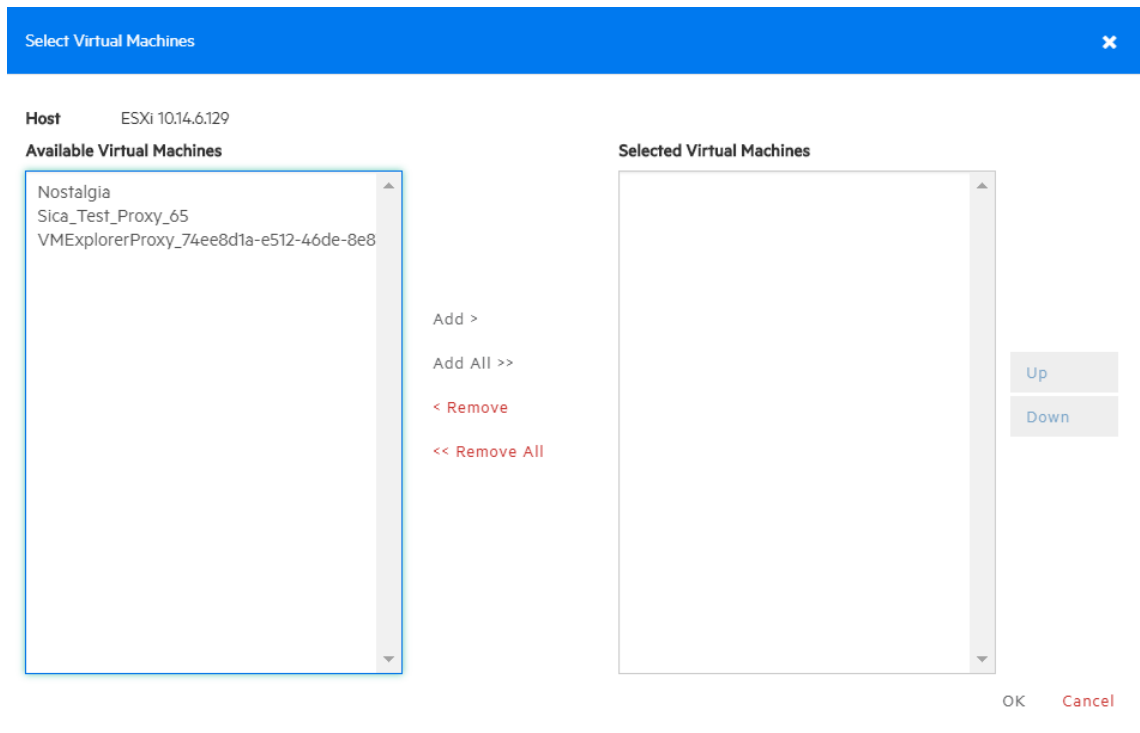 Select Virtual Machines
Host ESXi 10.14.6.129
Available Virtual Machines
Selected Virtual Machines
Nostalgia
Sica_Test_Proxy_65
VMExplorerProxy_74ee8d1a-e512-46de-8e8
Add >
Add All >>
< Remove
<< Remove All
Up
Down
OK Cancel